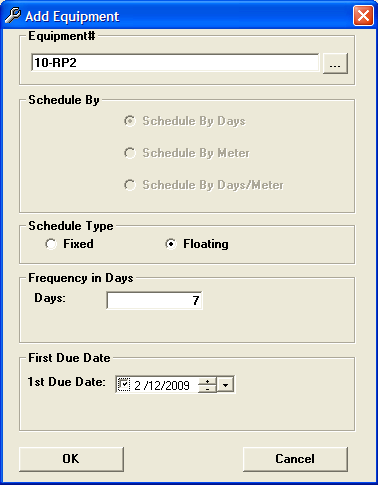 Add Equipment
Equipment#
10-RP2
...
Schedule By
Schedule By Days
Schedule By Meter
Schedule By Days/Meter
Schedule Type
Fixed Floating
Frequency in Days
Days: 7
First Due Date
1st Due Date: 2 /12/2009
OK Cancel